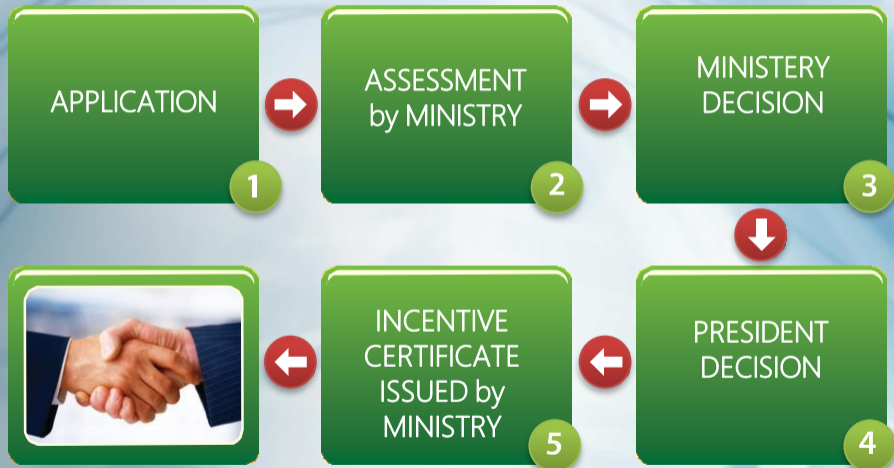 APPLICATION
1
ASSESSMENT
by MINISTRY
2
MINISTERY
DECISION
3
PRESIDENT
DECISION
4
INCENTIVE
CERTIFICATE
ISSUED by
MINISTRY
5